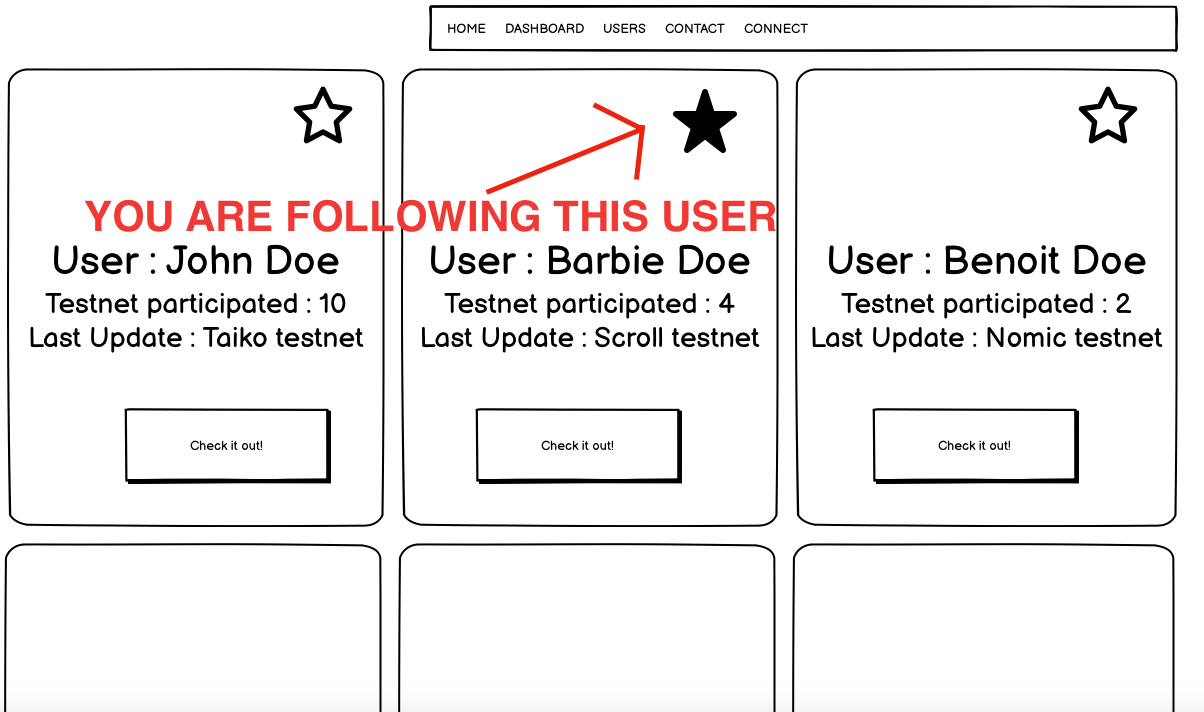 HOME DASHBOARD USERS CONTACT CONNECT
YOU ARE FOLLOWING THIS USER
User : John Doe
Testnet participated : 10
Last Update : Taiko testnet
Check it out!
User : Barbie Doe
Testnet participated : 4
Last Update : Scroll testnet
Check it out!
User : Benoit Doe
Testnet participated : 2
Last Update : Nomic testnet
Check it out!